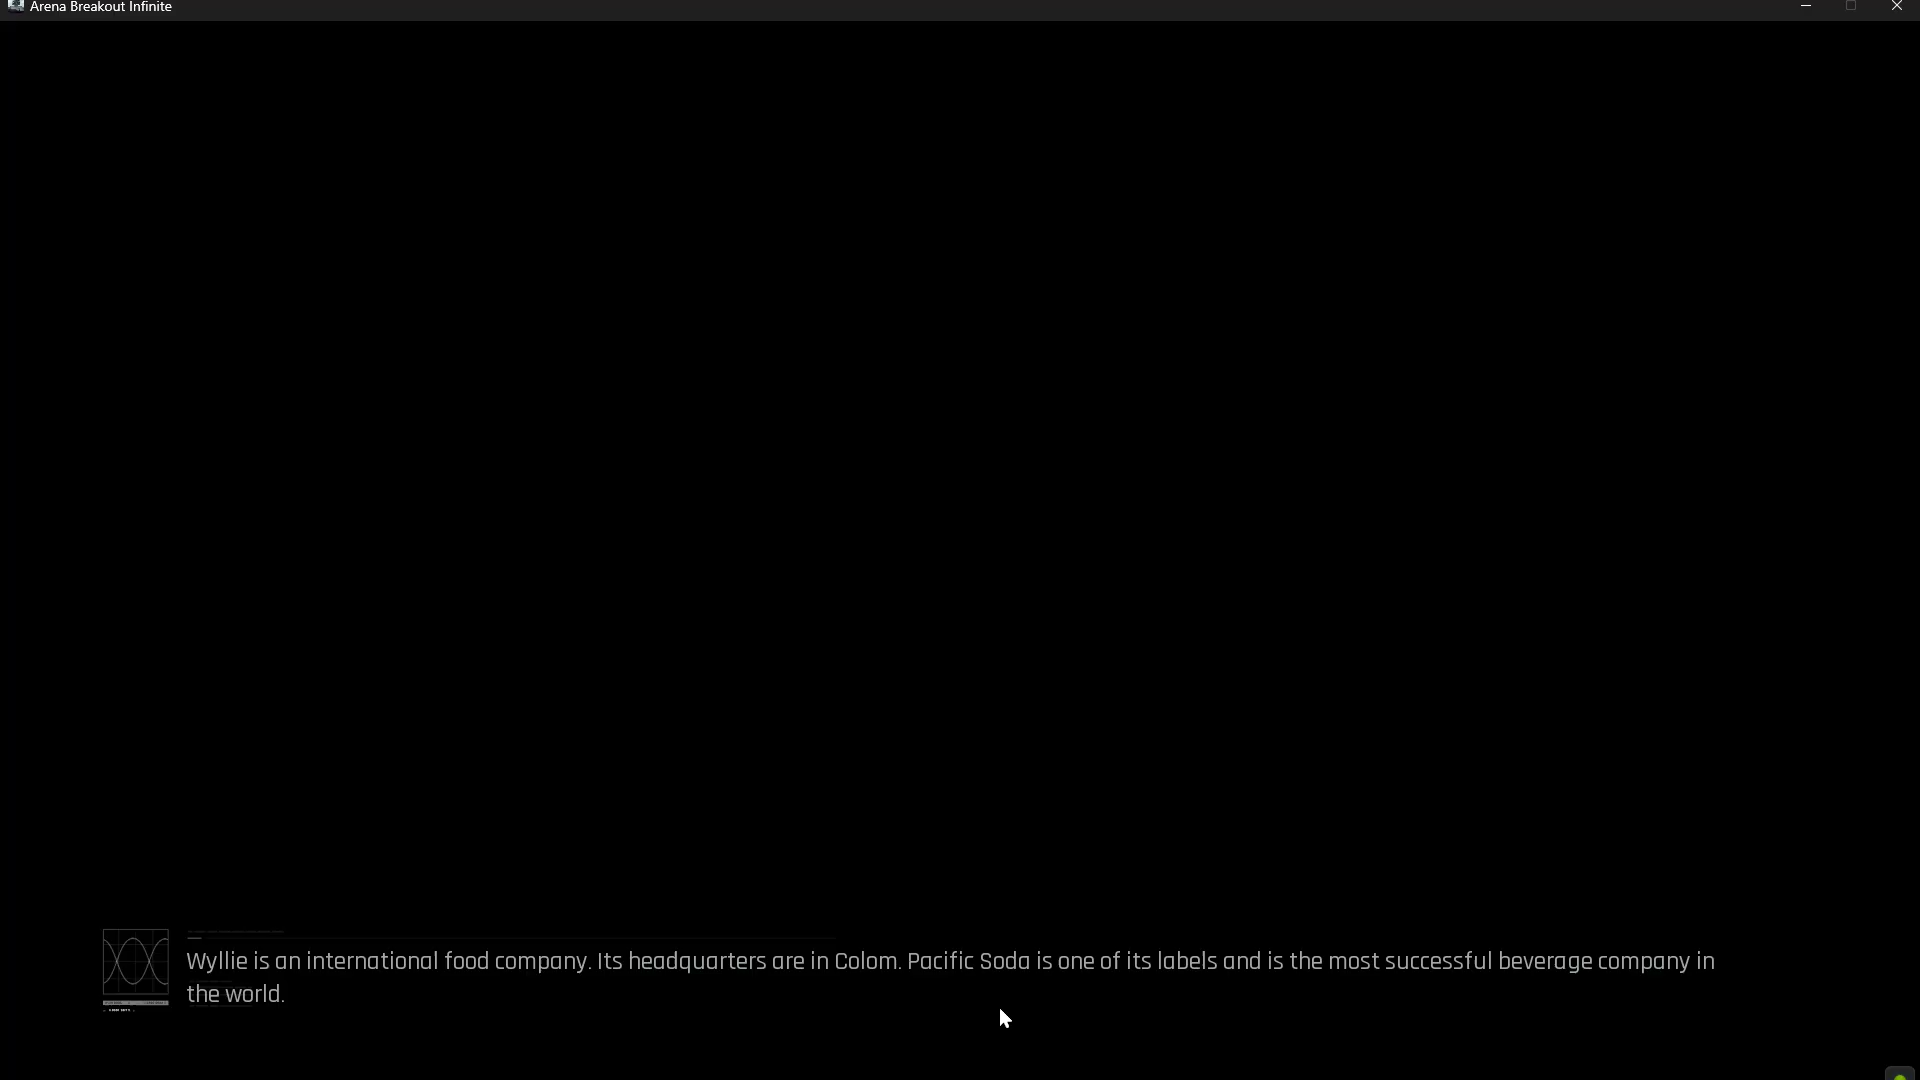 Arena Breakout Infinite
Wyllie is an international food company. Its headquarters are in Colom. Pacific Soda is one of its labels and is the most successful beverage company in
the world.